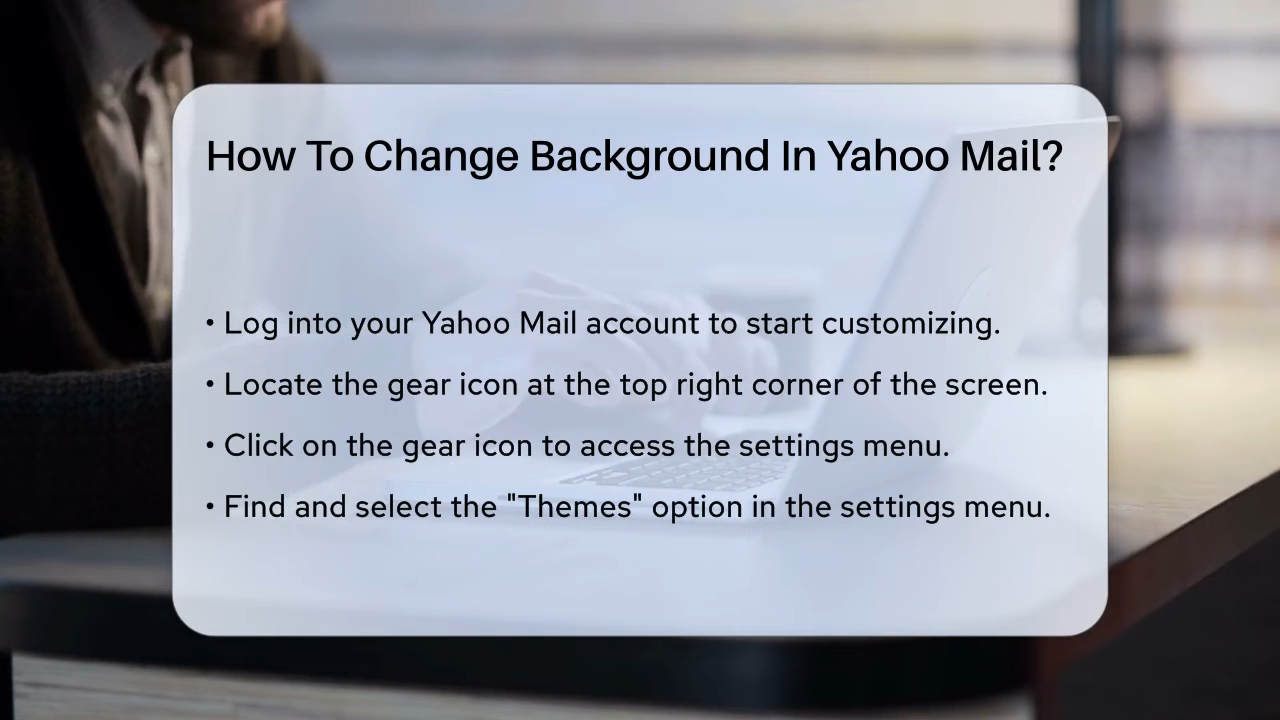 How To Change Background In Yahoo Mail?
• Log into your Yahoo Mail account to start customizing.
• Locate the gear icon at the top right corner of the screen.
• Click on the gear icon to access the settings menu.
• Find and select the "Themes" option in the settings menu.